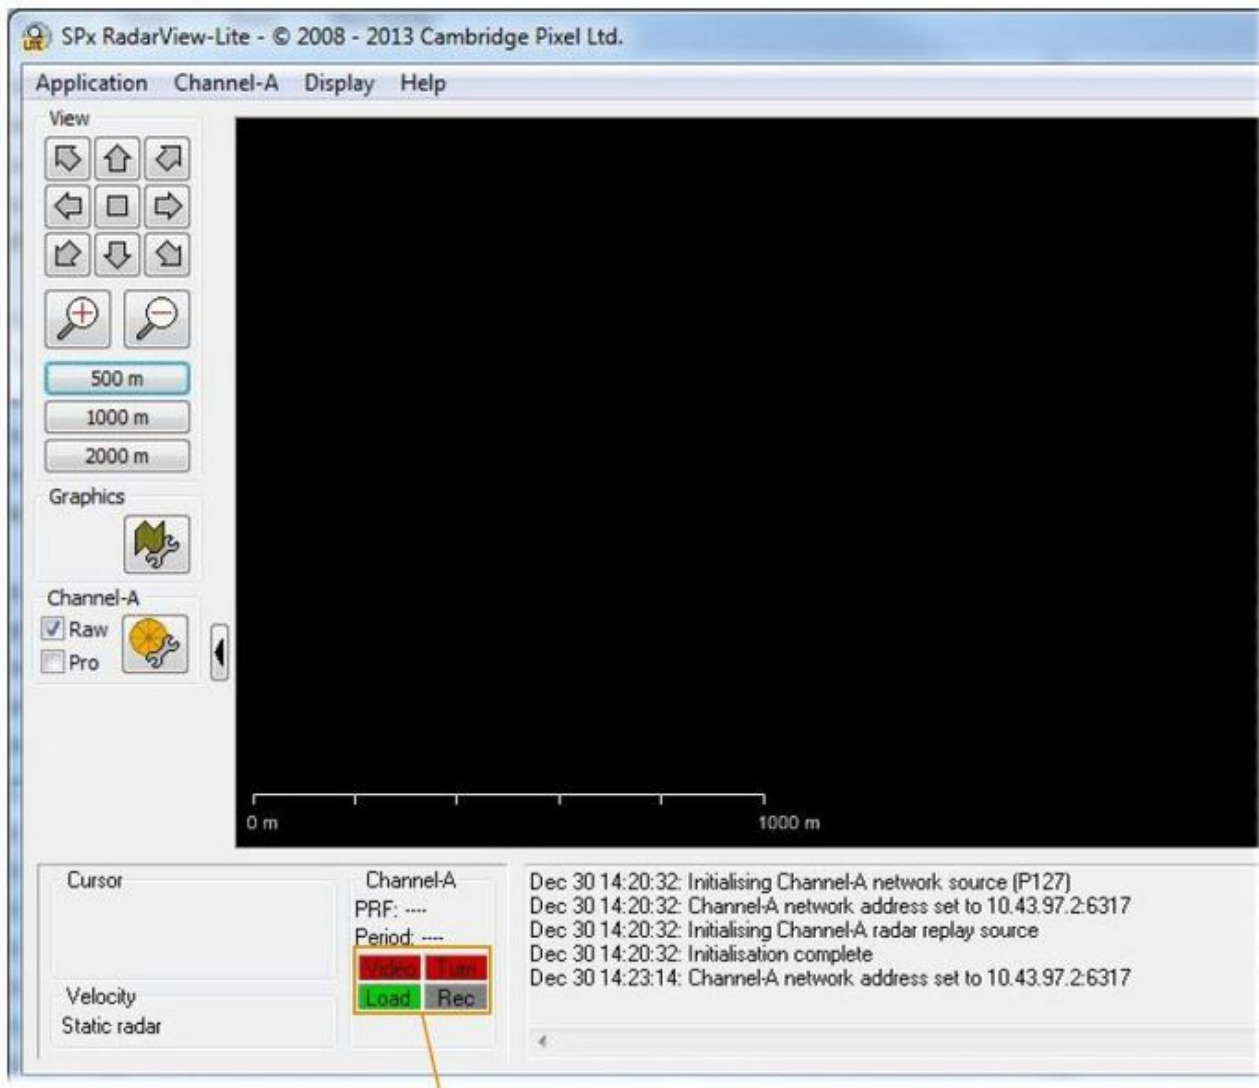 LITE
SPx RadarView-Lite - © 2008 - 2013 Cambridge Pixel Ltd.
Application Channel-A Display Help
View
500 m
1000 m
2000 m
Graphics
Channel-A
Raw
Pro
0 m 1000 m
Cursor
Velocity
Static radar
Channel-A
PRF: ----
Period: ----
Video Turn
Load Rec
Dec 30 14:20:32: Initialising Channel-A network source (P127)
Dec 30 14:20:32: Channel-A network address set to 10.43.97.2:6317
Dec 30 14:20:32: Initialising Channel-A radar replay source
Dec 30 14:20:32: Initialisation complete
Dec 30 14:23:14: Channel-A network address set to 10.43.97.2:6317